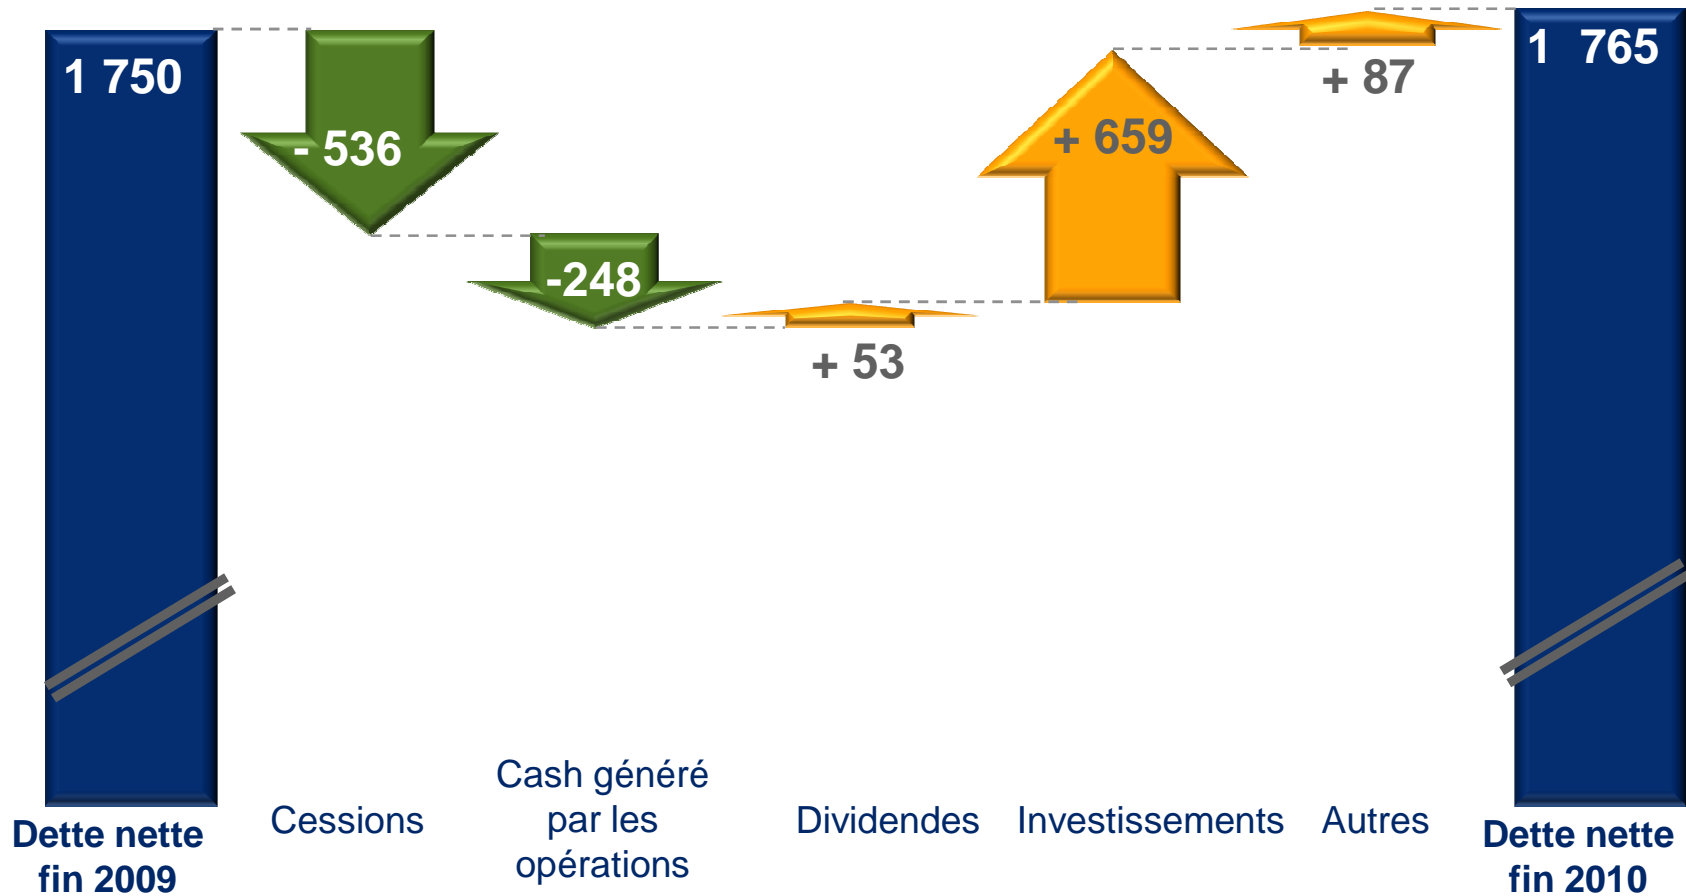 1 750
- 536
-248
+ 53
+ 659
+ 87
1 765
Dette nette
fin 2009
Cessions
Cash généré
par les
opérations
Dividendes
Investissements
Autres
Dette nette
fin 2010